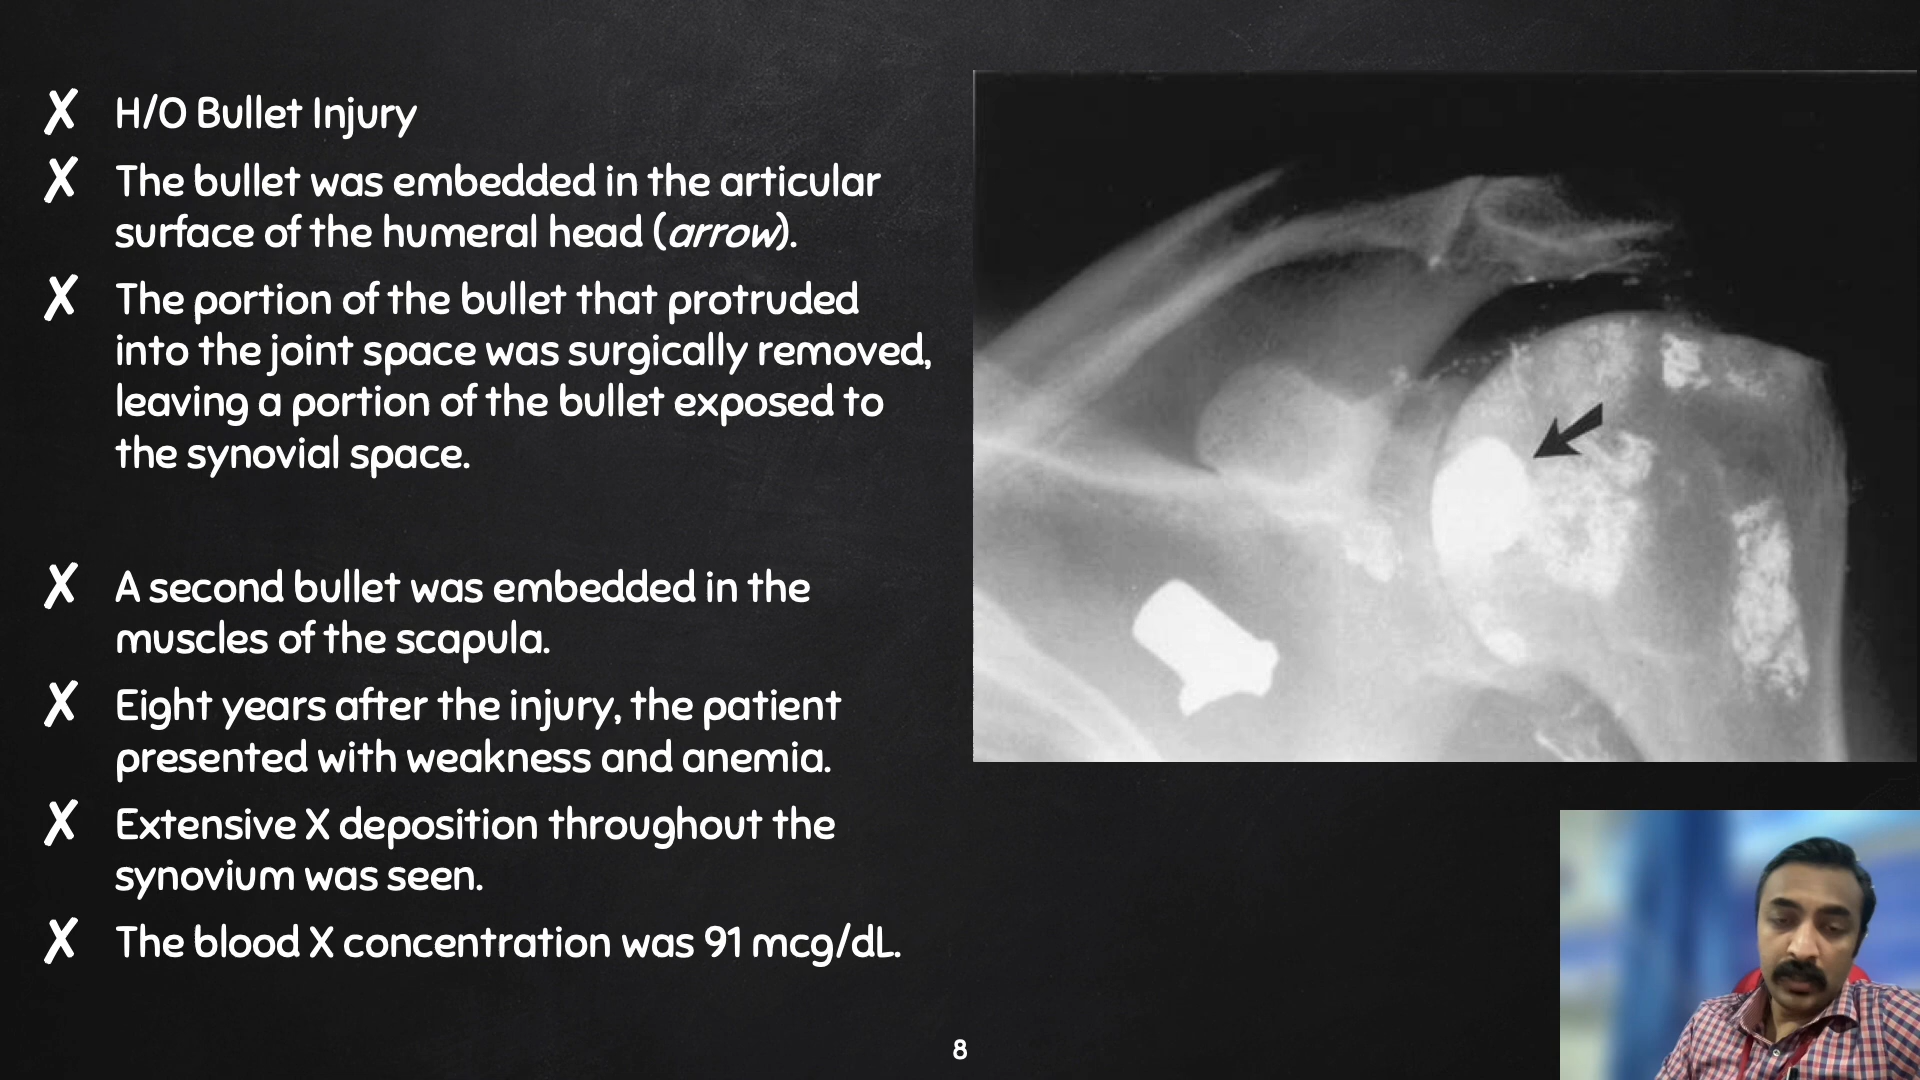 ✗ H/O Bullet Injury
✗ The bullet was embedded in the articular
surface of the humeral head (arrow).
✗ The portion of the bullet that protruded
into the joint space was surgically removed,
leaving a portion of the bullet exposed to
the synovial space.
✗ A second bullet was embedded in the
muscles of the scapula.
✗ Eight years after the injury, the patient
presented with weakness and anemia.
✗ Extensive X deposition throughout the
synovium was seen.
✗ The blood X concentration was 91 mcg/dL.
8